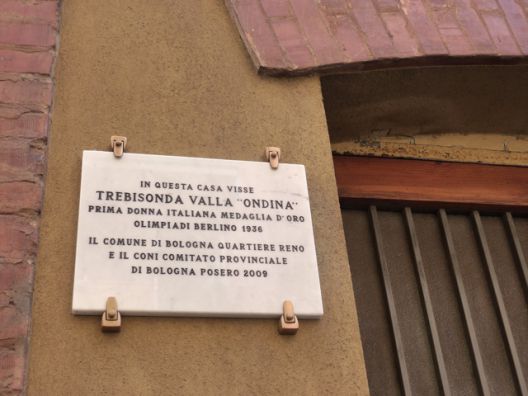 IN QUESTA CASA VISSE
TREBISONDA VALLA "ONDINA"
PRIMA DONNA ITALIANA MEDAGLIA D'ORO
OLIMPIADI BERLINO 1936
IL COMUNE DI BOLOGNA QUARTIERE RENO
E IL CONI COMITATO PROVINCIALE
DI BOLOGNA POSERO 2009